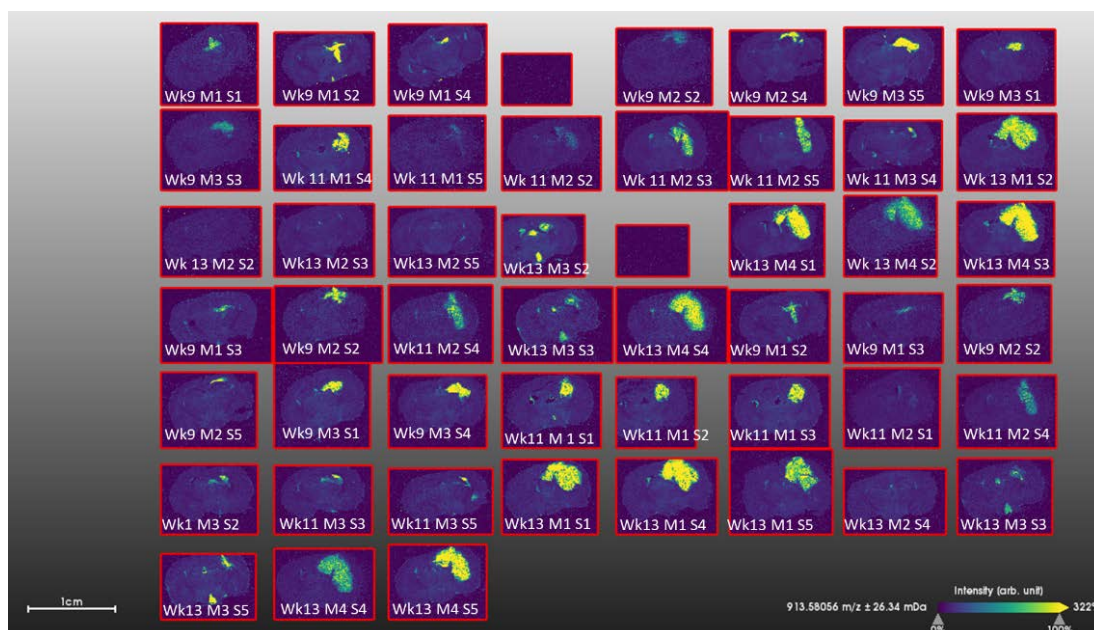 Wk9 M1 S1
Wk9 M1 S2
Wk9 M1 S4
Wk9 M2 S2
Wk9 M2 S4
Wk9 M3 S5
Wk9 M3 S1
Wk9 M3 S3
Wk 11 M1 S4
Wk 11 M1 S5
Wk 11 M2 S2
Wk 11 M2 S3
Wk 11 M2 S5
Wk 11 M3 S4
Wk 13 M1 S2
Wk 13 M2 S2
Wk13 M2 S3
Wk13 M2 S5
Wk13 M3 S2
Wk13 M4 S1
Wk 13 M4 S2
Wk13 M4 S3
Wk9 M1 S3
Wk9 M2 S2
Wk11 M2 S4
Wk13 M3 S3
Wk13 M4 S4
Wk9 M1 S2
Wk9 M1 S3
Wk9 M2 S2
Wk9 M2 S5
Wk9 M3 S1
Wk9 M3 S4
Wk11 M 1 S1
Wk11 M1 S2
Wk11 M1 S3
Wk11 M2 S1
Wk11 M2 S4
Wk1 M3 S2
Wk11 M3 S3
Wk11 M3 S5
Wk13 M1 S1
Wk13 M1 S4
Wk13 M1 S5
Wk13 M2 S4
Wk13 M3 S3
Wk13 M3 S5
Wk13 M4 S4
Wk13 M4 S5
1cm
Intensity (arb. unit)
913.58056 m/z ± 26.34 mDa
0%
100%